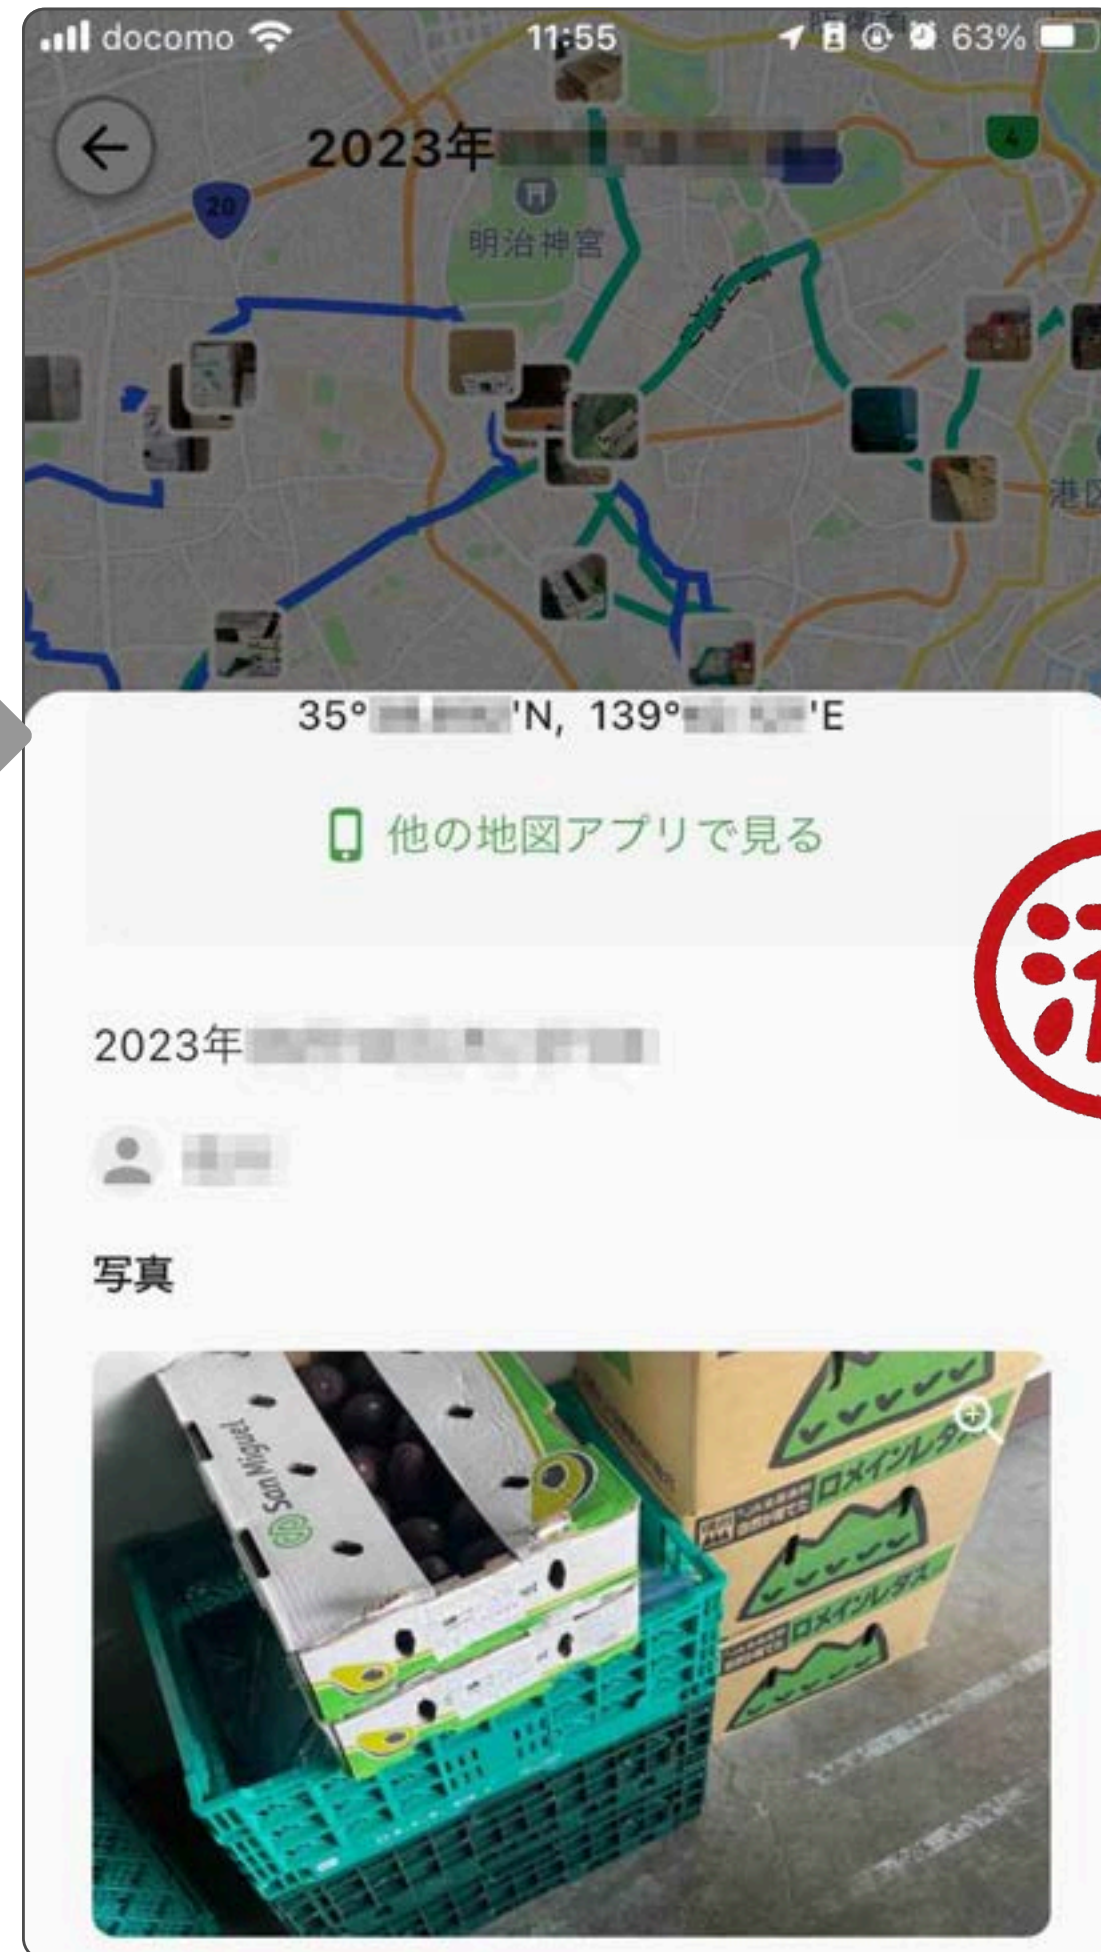 docomo 11:55 63%
2023年
4
20
明治神宮
港区
35° 'N, 139° 'E
他の地図アプリで見る
済
2023年
写真
San Miguel
ロメインレタス
ロメインレタス
ロメインレタス